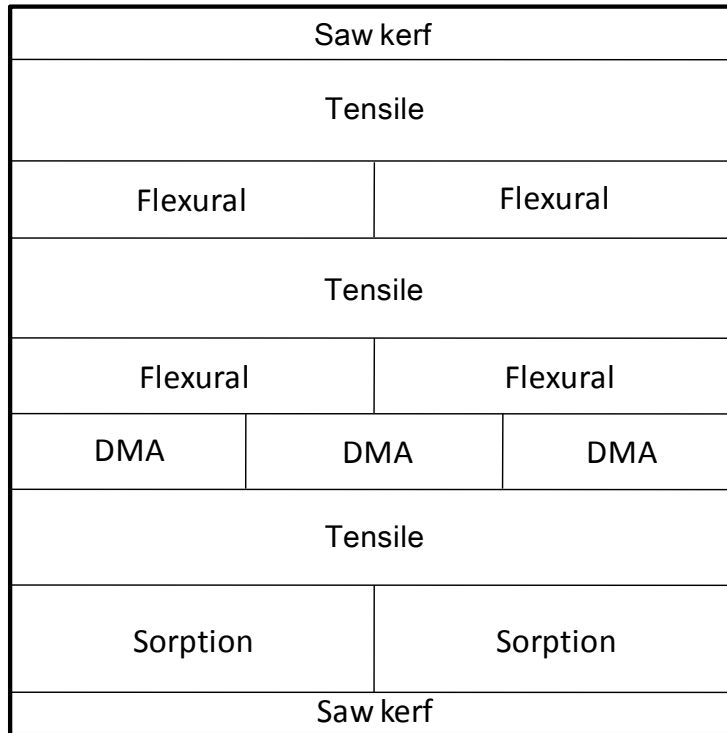 Saw kerf
Tensile
Flexural Flexural
Tensile
Flexural Flexural
DMA DMA DMA
Tensile
Sorption Sorption
Saw kerf